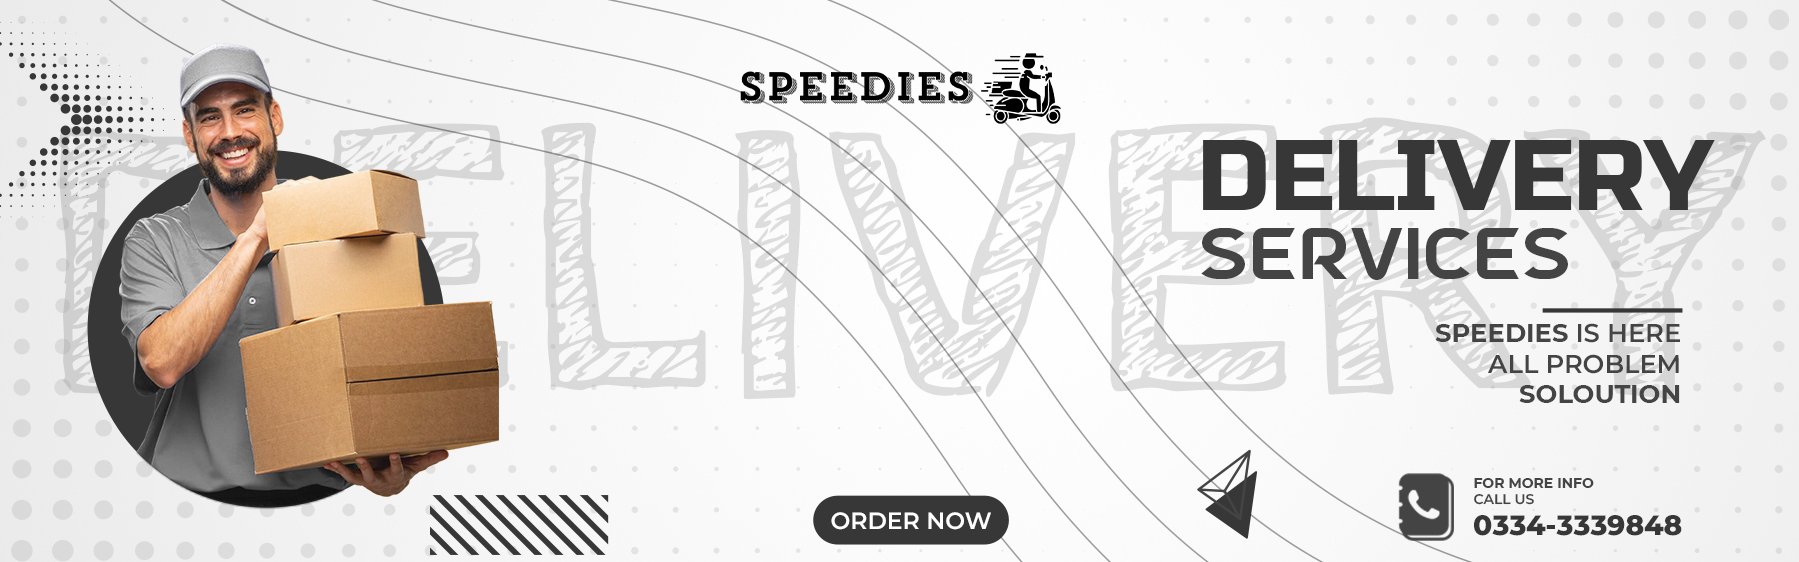 SPEEDIES
DELIVERY
DELIVERY
SERVICES
SPEEDIES IS HERE
ALL PROBLEM
SOLOUTION
ORDER NOW
FOR MORE INFO
CALL US
0334-3339848